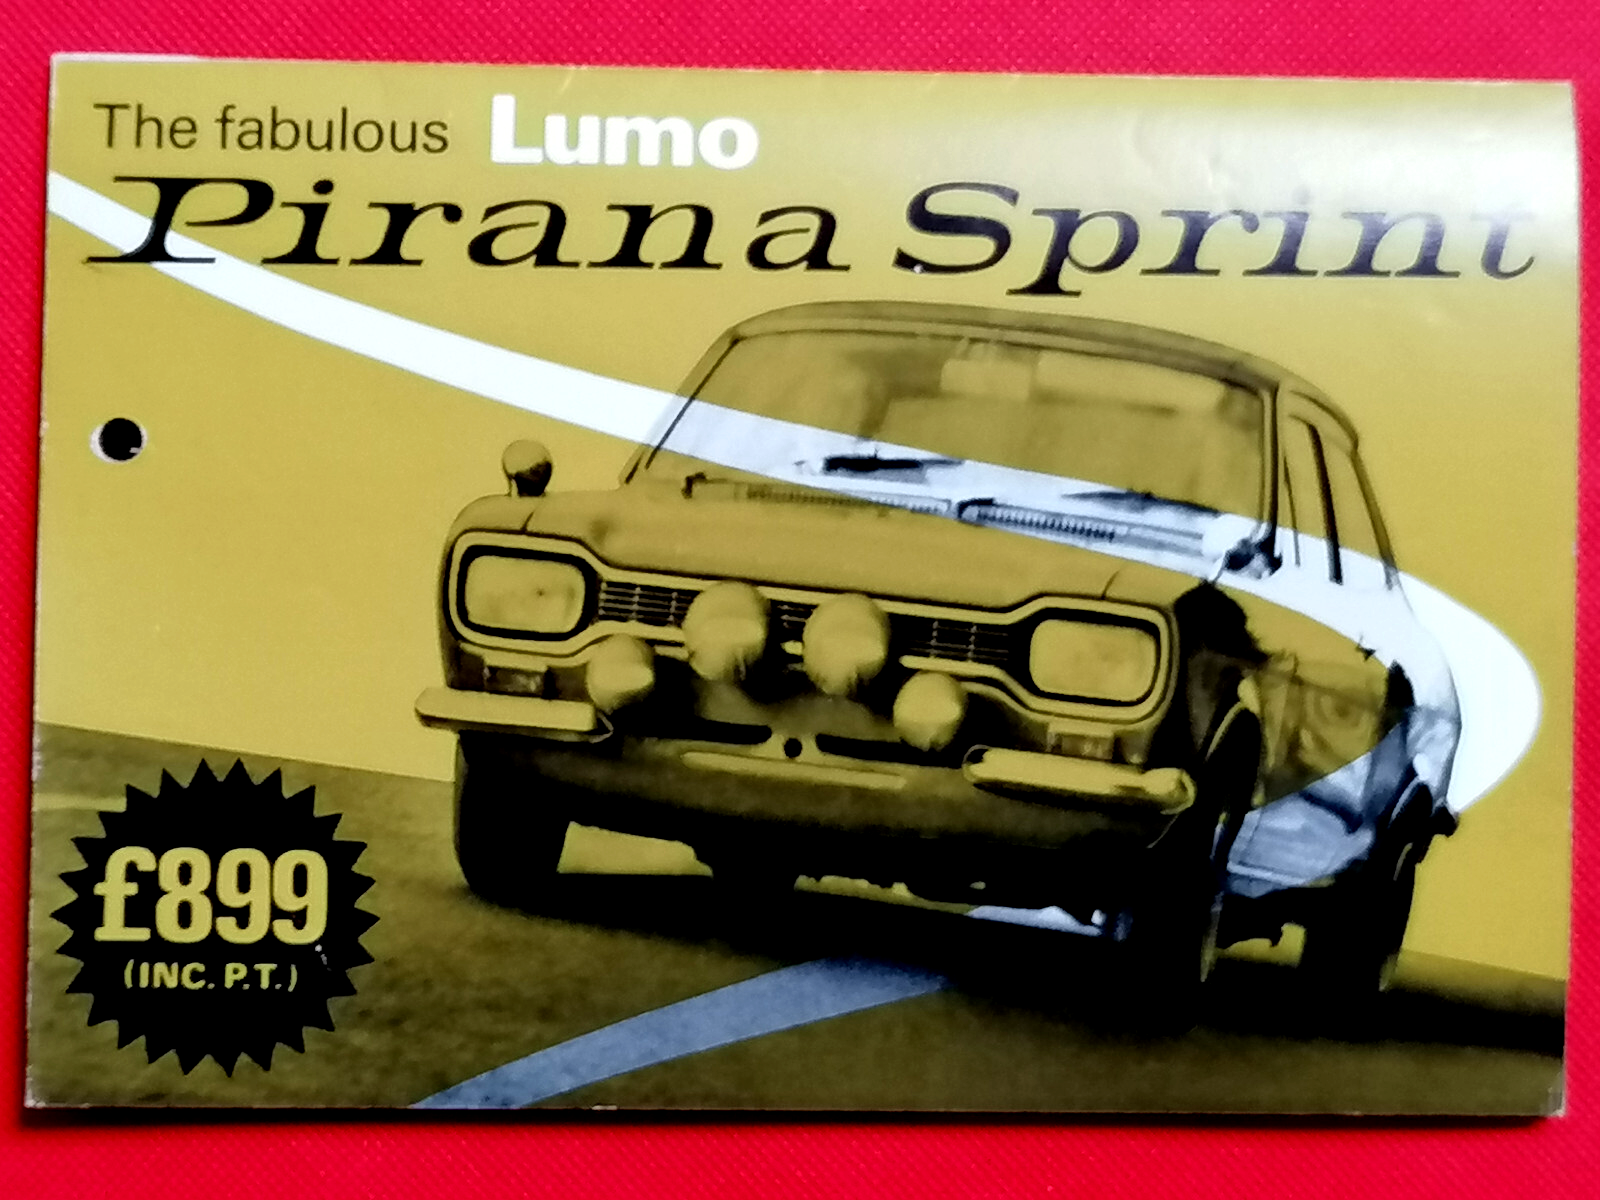 The fabulous Lumo
Pirana Sprint
£899
(INC. P.T.)